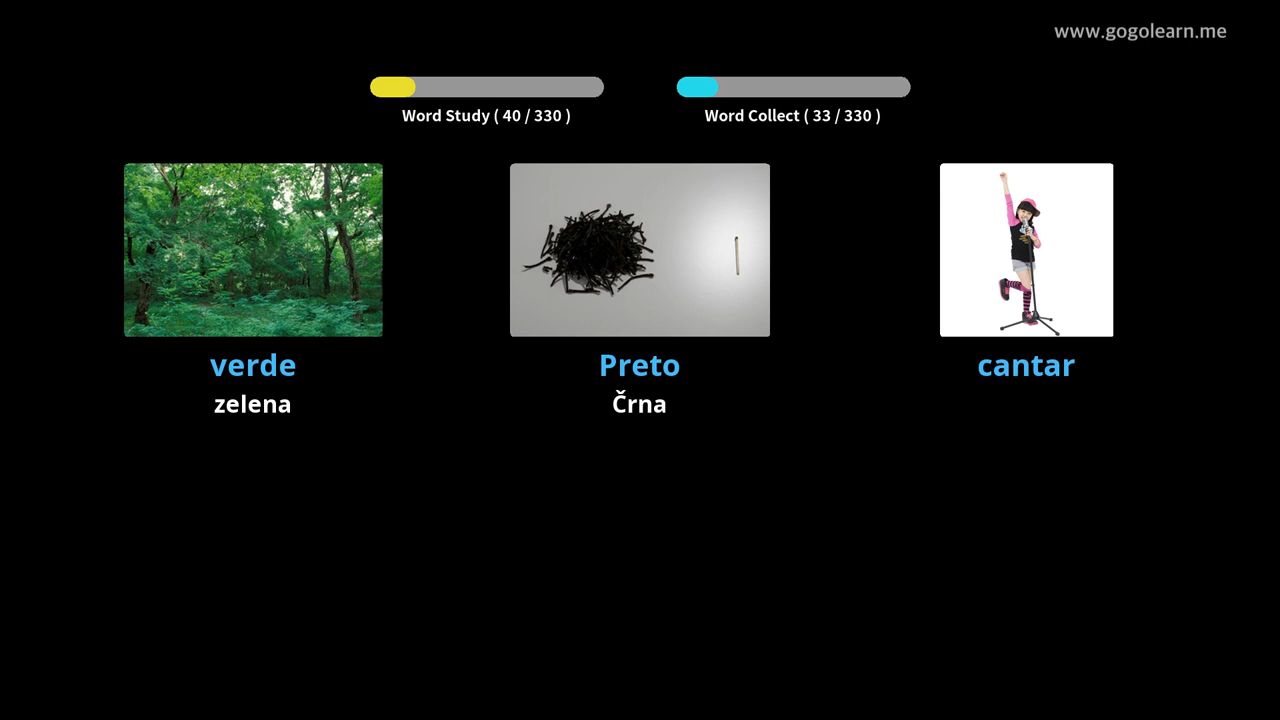 www.gogolearn.me
Word Study ( 40 / 330 )
Word Collect ( 33 / 330 )
verde
Preto
cantar
zelena
Črna